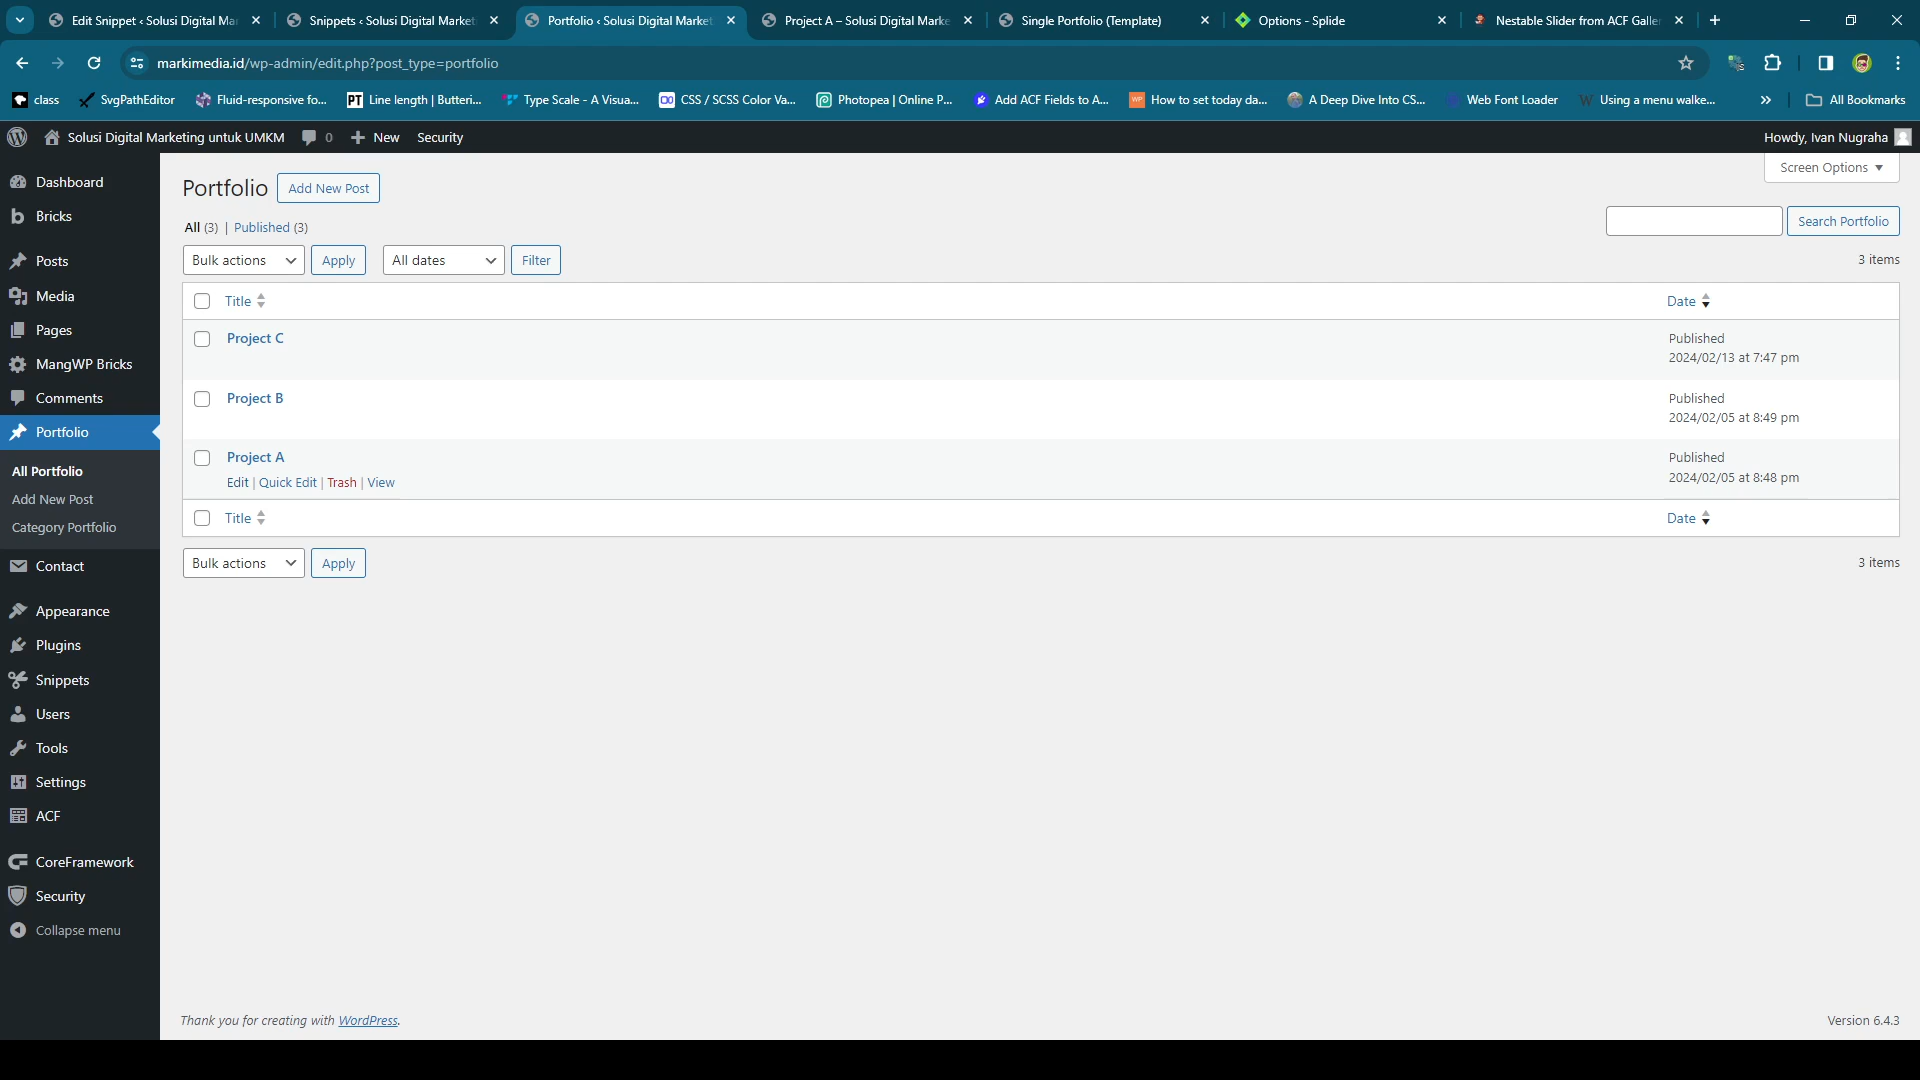 Edit Snippet ‹ Solusi Digital Mar
Snippets ‹ Solusi Digital Market
Portfolio ‹ Solusi Digital Market
Project A – Solusi Digital Marke
Single Portfolio (Template)
Options - Splide
Nestable Slider from ACF Galle
markimedia.id/wp-admin/edit.php?post_type=portfolio
class
SvgPathEditor
Fluid-responsive fo...
PT Line length | Butteri...
Type Scale - A Visua...
CSS / SCSS Color Va...
Photopea | Online P...
Add ACF Fields to A...
WP How to set today da...
A Deep Dive Into CS...
Web Font Loader
W Using a menu walke...
» All Bookmarks
Solusi Digital Marketing untuk UMKM
0
New
Security
Howdy, Ivan Nugraha
Dashboard
Bricks
Posts
Media
Pages
MangWP Bricks
Comments
Portfolio
All Portfolio
Add New Post
Category Portfolio
Contact
Appearance
Plugins
Snippets
Users
Tools
Settings
ACF
CoreFramework
Security
Collapse menu
Screen Options
Portfolio
Add New Post
All (3) | Published (3)
Search Portfolio
Bulk actions
Apply
All dates
Filter
3 items
Title
Date
Project C
Published
2024/02/13 at 7:47 pm
Project B
Published
2024/02/05 at 8:49 pm
Project A
Edit | Quick Edit | Trash | View
Published
2024/02/05 at 8:48 pm
Title
Date
Bulk actions
Apply
3 items
Thank you for creating with WordPress.
Version 6.4.3